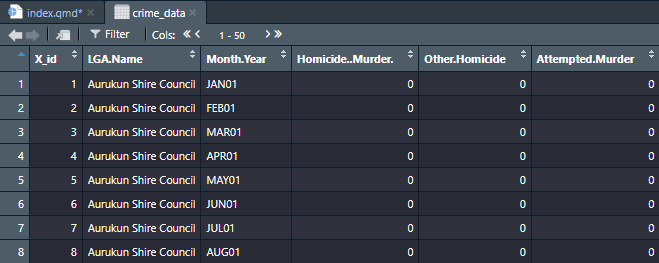 index.qmd* crime_data
Filter Cols: 1 - 50
X_id LGA.Name Month.Year Homicide..Murder. Other.Homicide Attempted.Murder
1 1 Aurukun Shire Council JAN01 0 0 0
2 2 Aurukun Shire Council FEB01 0 0 0
3 3 Aurukun Shire Council MAR01 0 0 0
4 4 Aurukun Shire Council APR01 0 0 0
5 5 Aurukun Shire Council MAY01 0 0 0
6 6 Aurukun Shire Council JUN01 0 0 0
7 7 Aurukun Shire Council JUL01 0 0 0
8 8 Aurukun Shire Council AUG01 0 0 0